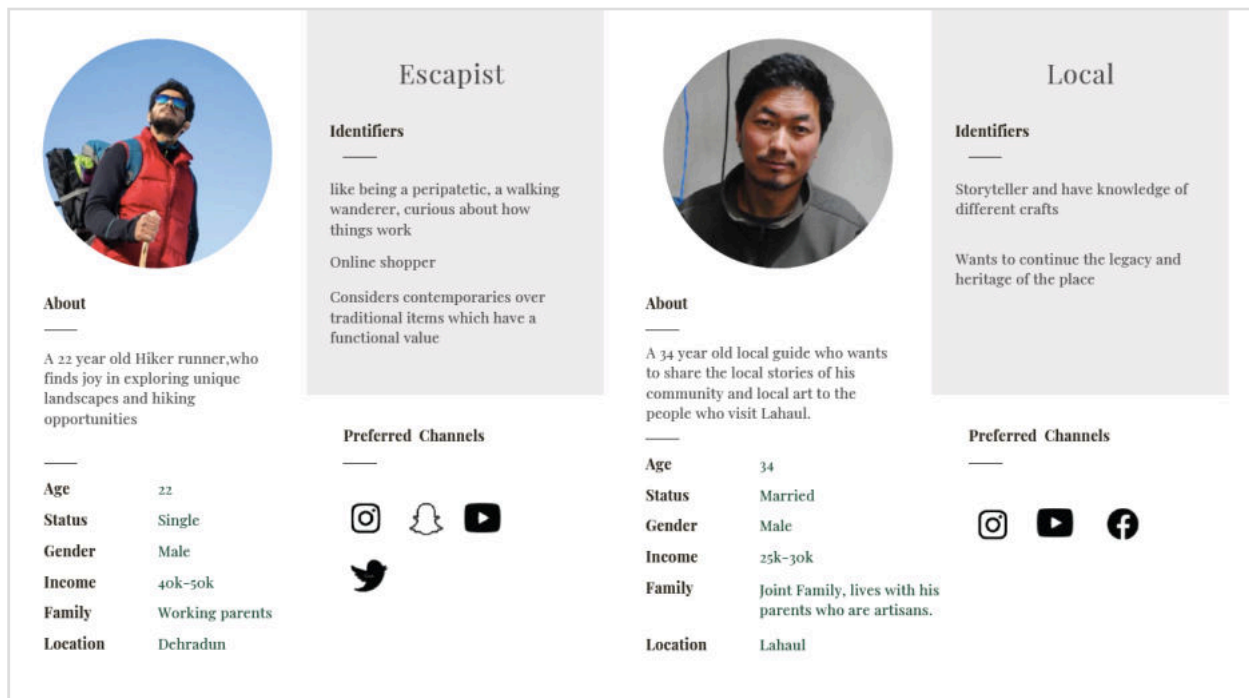 Escapist
Identifiers
like being a peripatetic, a walking
wanderer, curious about how
things work
Online shopper
Considers contemporaries over
traditional items which have a
functional value
About
A 22 year old Hiker runner,who
finds joy in exploring unique
landscapes and hiking
opportunities
Age 22
Status Single
Gender Male
Income 40k-50k
Family Working parents
Location Dehradun
Preferred Channels
Local
Identifiers
Storyteller and have knowledge of
different crafts
Wants to continue the legacy and
heritage of the place
About
A 34 year old local guide who wants
to share the local stories of his
community and local art to the
people who visit Lahaul.
Age 34
Status Married
Gender Male
Income 25k-30k
Family Joint Family, lives with his
parents who are artisans.
Location Lahaul
Preferred Channels